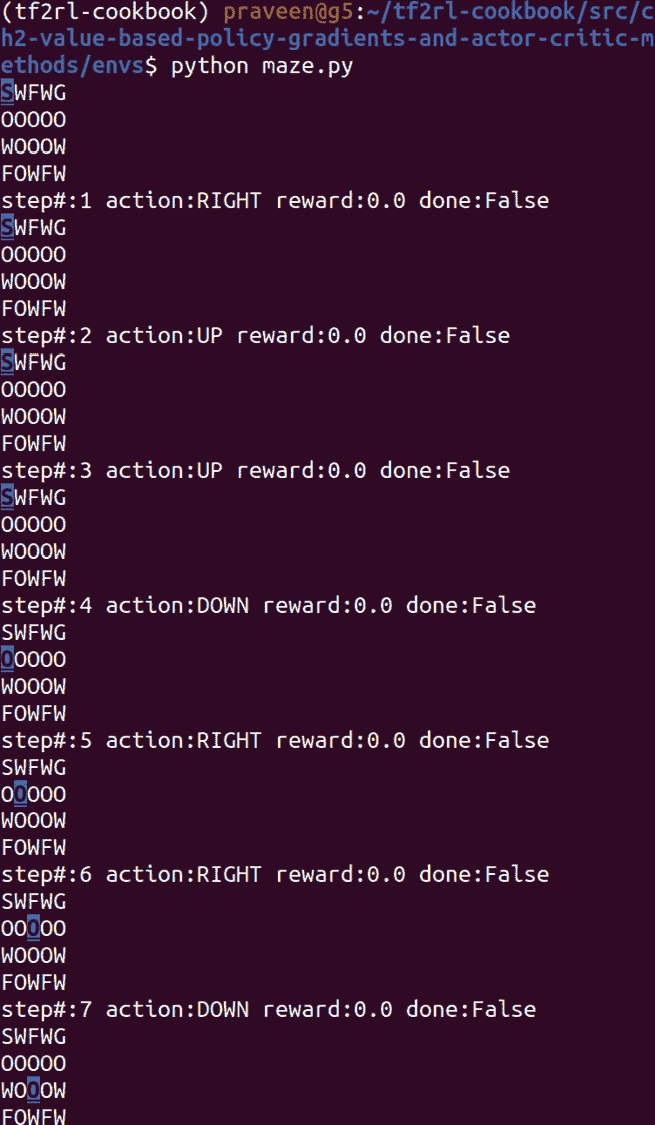 (tf2rl-cookbook) praveen@g5:~/tf2rl-cookbook/src/c
h2-value-based-policy-gradients-and-actor-critic-m
ethods/envs$ python maze.py
SWFWG
OOOOO
WOOOW
FOWFW
step#:1 action:RIGHT reward:0.0 done:False
SWFWG
OOOOO
WOOOW
FOWFW
step#:2 action:UP reward:0.0 done:False
SWFWG
OOOOO
WOOOW
FOWFW
step#:3 action:UP reward:0.0 done:False
SWFWG
OOOOO
WOOOW
FOWFW
step#:4 action:DOWN reward:0.0 done:False
SWFWG
OOOOO
WOOOW
FOWFW
step#:5 action:RIGHT reward:0.0 done:False
SWFWG
OOOOO
WOOOW
FOWFW
step#:6 action:RIGHT reward:0.0 done:False
SWFWG
OOOOO
WOOOW
FOWFW
step#:7 action:DOWN reward:0.0 done:False
SWFWG
OOOOO
WOOOW
FOWFW